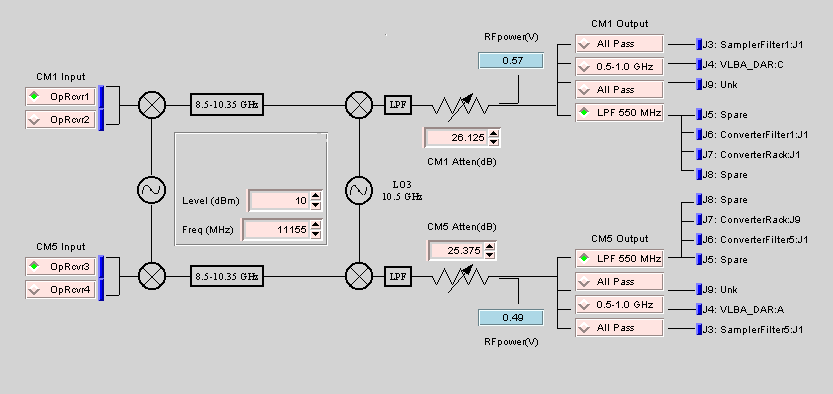 RFpower(V)
0.57
CM1 Output
All Pass
0.5-1.0 GHz
All Pass
LPF 550 MHz
J3: SamplerFilter1:J1
J4: VLBA_DAR:C
J9: Unk
J5: Spare
J6: ConverterFilter1:J1
J7: ConverterRack:J1
J8: Spare
CM1 Input
OpRcvr1
OpRcvr2
8.5-10.35 GHz
LPF
26.125
CM1 Atten(dB)
Level (dBm)
10
Freq (MHz)
11155
LO3
10.5 GHz
CM5 Atten(dB)
25.375
CM5 Input
OpRcvr3
OpRcvr4
8.5-10.35 GHz
LPF
0.49
RFpower(V)
CM5 Output
LPF 550 MHz
All Pass
0.5-1.0 GHz
All Pass
J8: Spare
J7: ConverterRack:J9
J6: ConverterFilter5:J1
J5: Spare
J9: Unk
J4: VLBA_DAR:A
J3: SamplerFilter5:J1